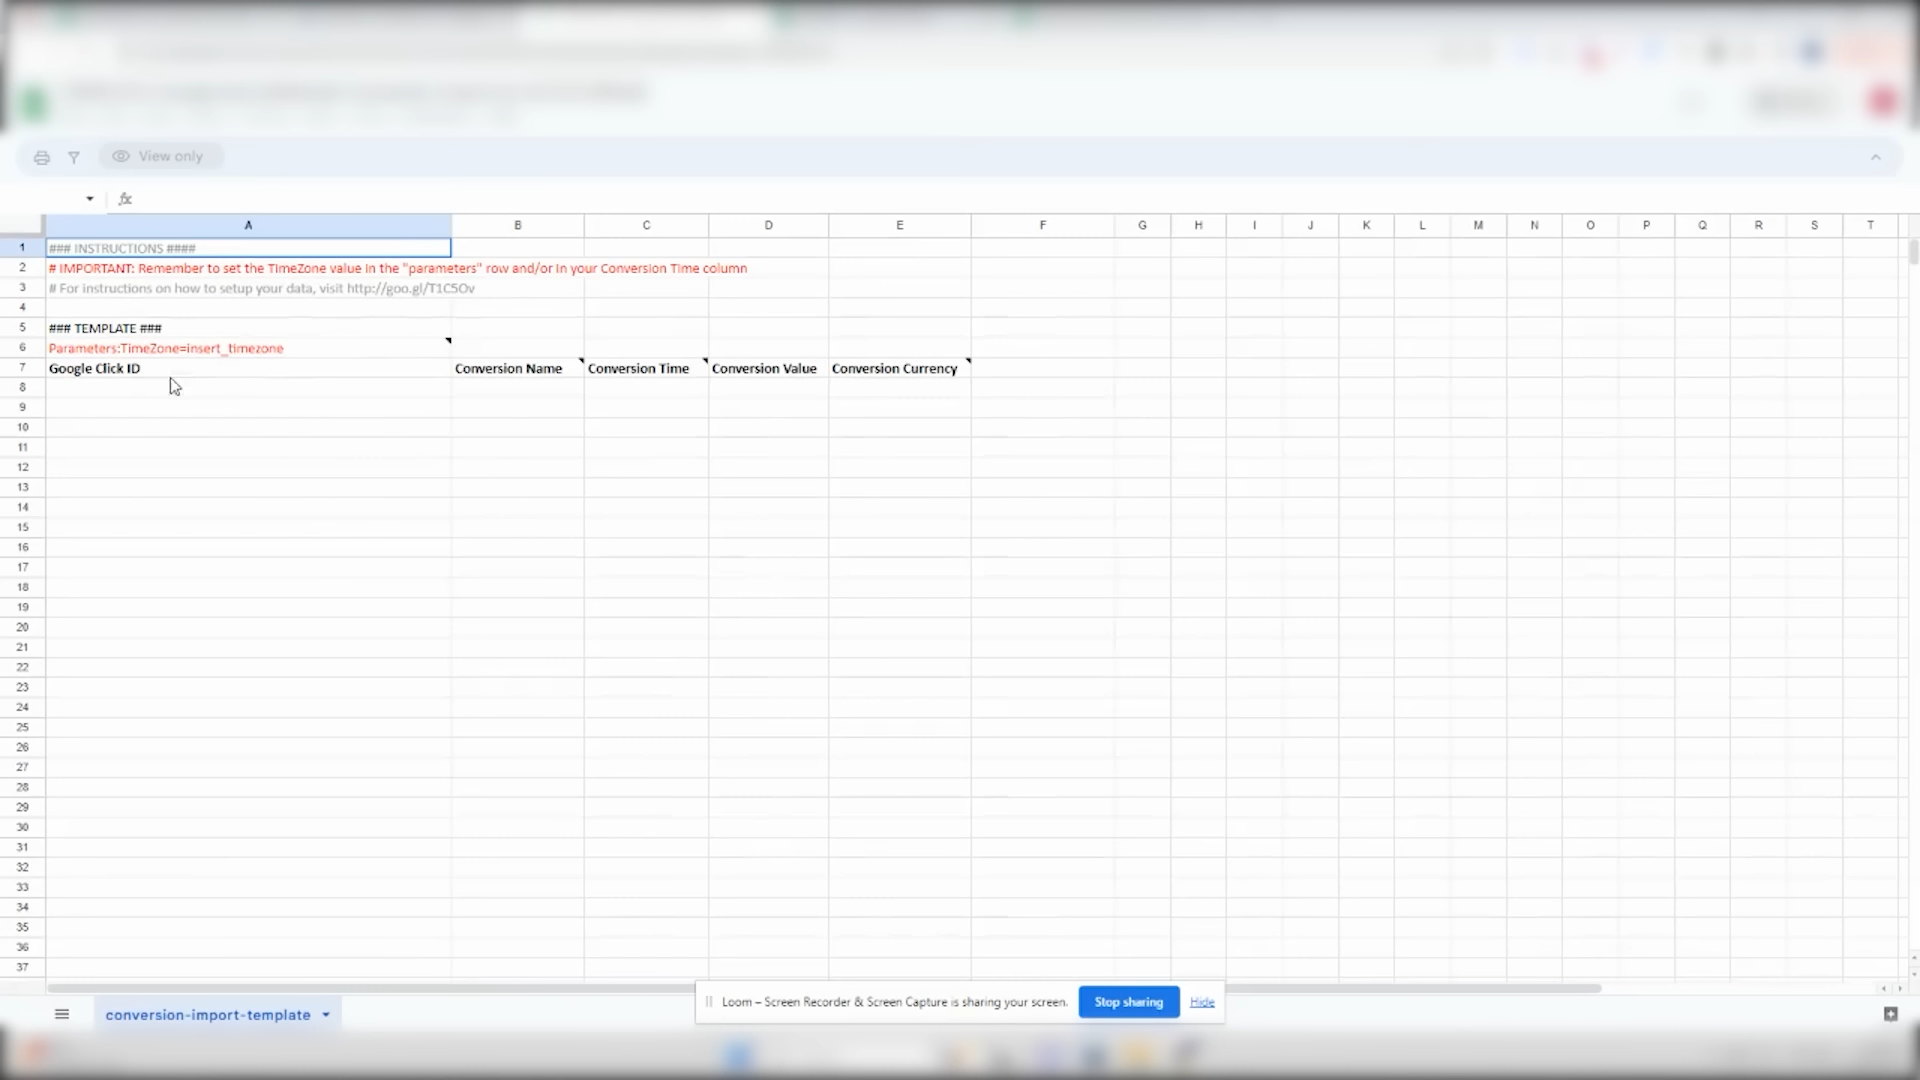 View only
fx
A B C D E F G H I J K L M N O P Q R S T
1 ### INSTRUCTIONS ####
2 # IMPORTANT: Remember to set the TimeZone value in the "parameters" row and/or in your Conversion Time column
3 # For instructions on how to setup your data, visit http://goo.gl/T1C5Ov
4
5 ### TEMPLATE ###
6 Parameters:TimeZone=insert_timezone
7 Google Click ID Conversion Name Conversion Time Conversion Value Conversion Currency
8
9
10
11
12
13
14
15
16
17
18
19
20
21
22
23
24
25
26
27
28
29
30
31
32
33
34
35
36
37
Loom – Screen Recorder & Screen Capture is sharing your screen. Stop sharing Hide
conversion-import-template